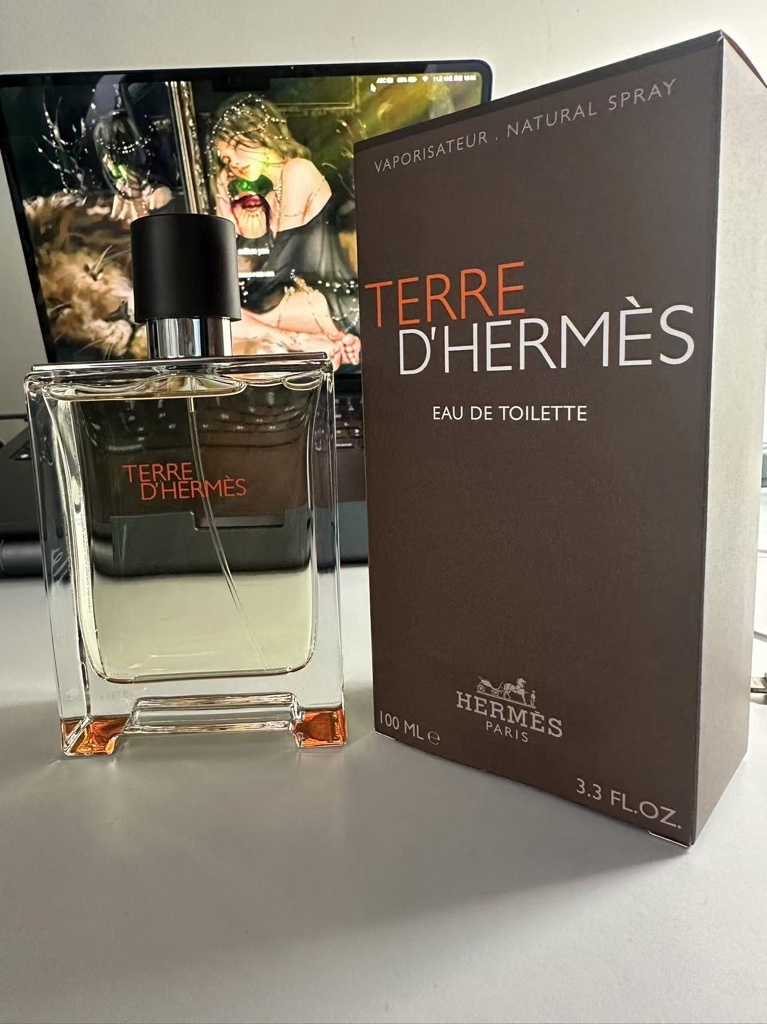 VAPORISATEUR . NATURAL SPRAY
TERRE
D'HERMÈS
EAU DE TOILETTE
TERRE
D'HERMÈS
HERMÈS
PARIS
100 ML e
3.3 FL.OZ.